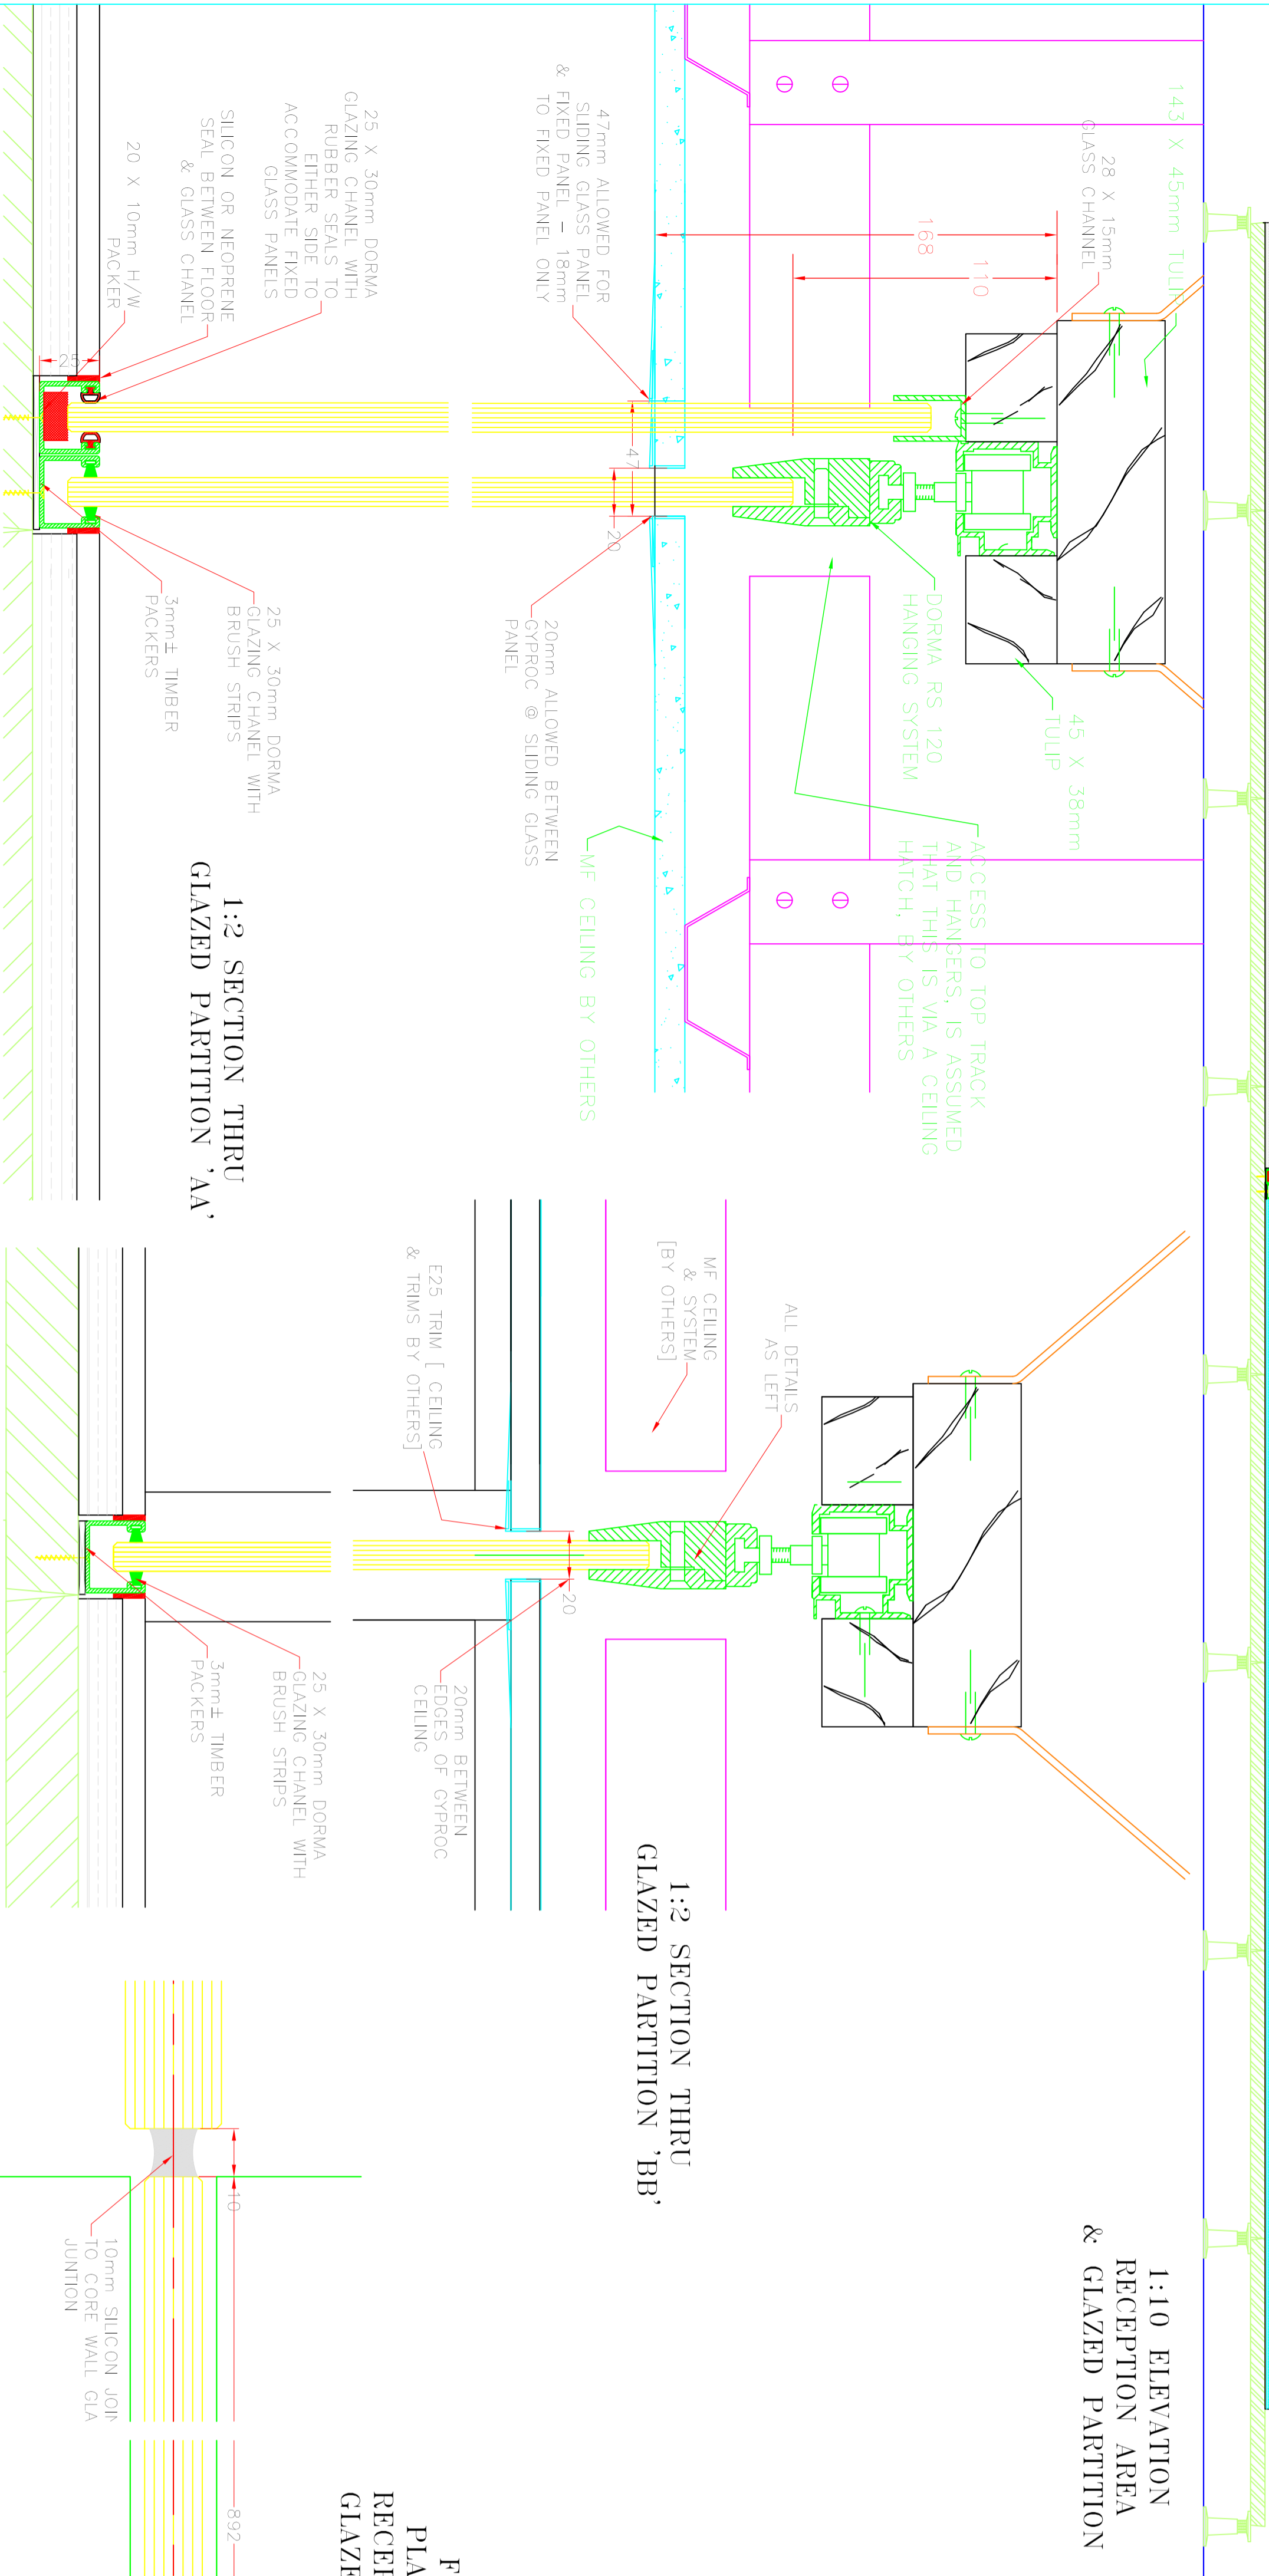 143 X 45mm TULIP
28 X 15mm
GLASS CHANNEL
168
110
47mm ALLOWED FOR
SLIDING GLASS PANEL
& FIXED PANEL - 18mm
TO FIXED PANEL ONLY
25 X 30mm DORMA
GLAZING CHANEL WITH
RUBBER SEALS TO
EITHER SIDE TO
ACCOMMODATE FIXED
GLASS PANELS
SILICON OR NEOPRENE
SEAL BETWEEN FLOOR
& GLASS CHANEL
20 X 10mm H/W
PACKER
25
47
20
45 X 38mm
TULIP
DORMA RS 120
HANGING SYSTEM
ACCESS TO TOP TRACK
AND HANGERS, IS ASSUMED
THAT THIS IS VIA A CEILING
HATCH, BY OTHERS
MF CEILING BY OTHERS
20mm ALLOWED BETWEEN
GYPROC @ SLIDING GLASS
PANEL
25 X 30mm DORMA
GLAZING CHANEL WITH
BRUSH STRIPS
3mm± TIMBER
PACKERS
1:2 SECTION THRU
GLAZED PARTITION 'AA'
ALL DETAILS
AS LEFT
MF CEILING
& SYSTEM
[BY OTHERS]
E25 TRIM [ CEILING
& TRIMS BY OTHERS]
20
20mm BETWEEN
EDGES OF GYPROC
CEILING
25 X 30mm DORMA
GLAZING CHANEL WITH
BRUSH STRIPS
3mm± TIMBER
PACKERS
1:2 SECTION THRU
GLAZED PARTITION 'BB'
1:10 ELEVATION
RECEPTION AREA
& GLAZED PARTITION
10
892
10mm SILICON JOIN
TO CORE WALL GLA
JUNTION
F
PLA
RECEP
GLAZE